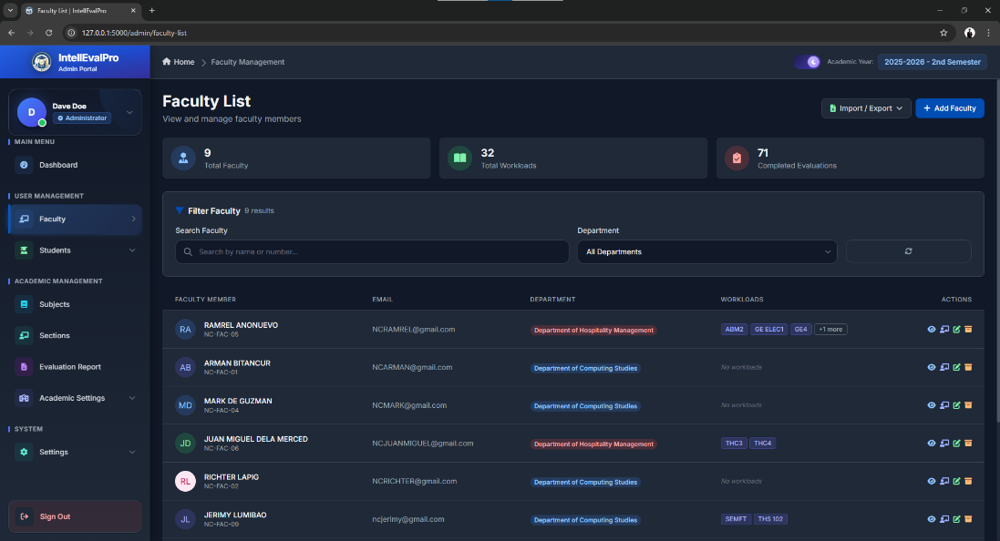 Faculty List | IntellEvalPro
127.0.0.1:5000/admin/faculty-list
IntellEvalPro
Admin Portal
D
Dave Doe
Administrator
MAIN MENU
Dashboard
USER MANAGEMENT
Faculty
Students
ACADEMIC MANAGEMENT
Subjects
Sections
Evaluation Report
Academic Settings
SYSTEM
Settings
Sign Out
Home > Faculty Management
Academic Year: 2025-2026 - 2nd Semester
Faculty List
View and manage faculty members
Import / Export
+ Add Faculty
9
Total Faculty
32
Total Workloads
71
Completed Evaluations
Filter Faculty 9 results
Search Faculty
Search by name or number...
Department
All Departments
FACULTY MEMBER EMAIL DEPARTMENT WORKLOADS ACTIONS
RA RAMREL ANONUEVO NCRAMREL@gmail.com Department of Hospitality Management ABM2 GE ELEC1 GE4 +1 more
NC-FAC-05
AB ARMAN BITANCUR NCARMAN@gmail.com Department of Computing Studies No workloads
NC-FAC-01
MD MARK DE GUZMAN NCMARK@gmail.com Department of Computing Studies No workloads
NC-FAC-04
JD JUAN MIGUEL DELA MERCED NCJUANMIGUEL@gmail.com Department of Hospitality Management THC3 THC4
NC-FAC-06
RL RICHTER LAPIG NCRICHTER@gmail.com Department of Computing Studies No workloads
NC-FAC-02
JL JERIMY LUMIBAO ncjerimy@gmail.com Department of Computing Studies SEMFT THS 102
NC-FAC-09